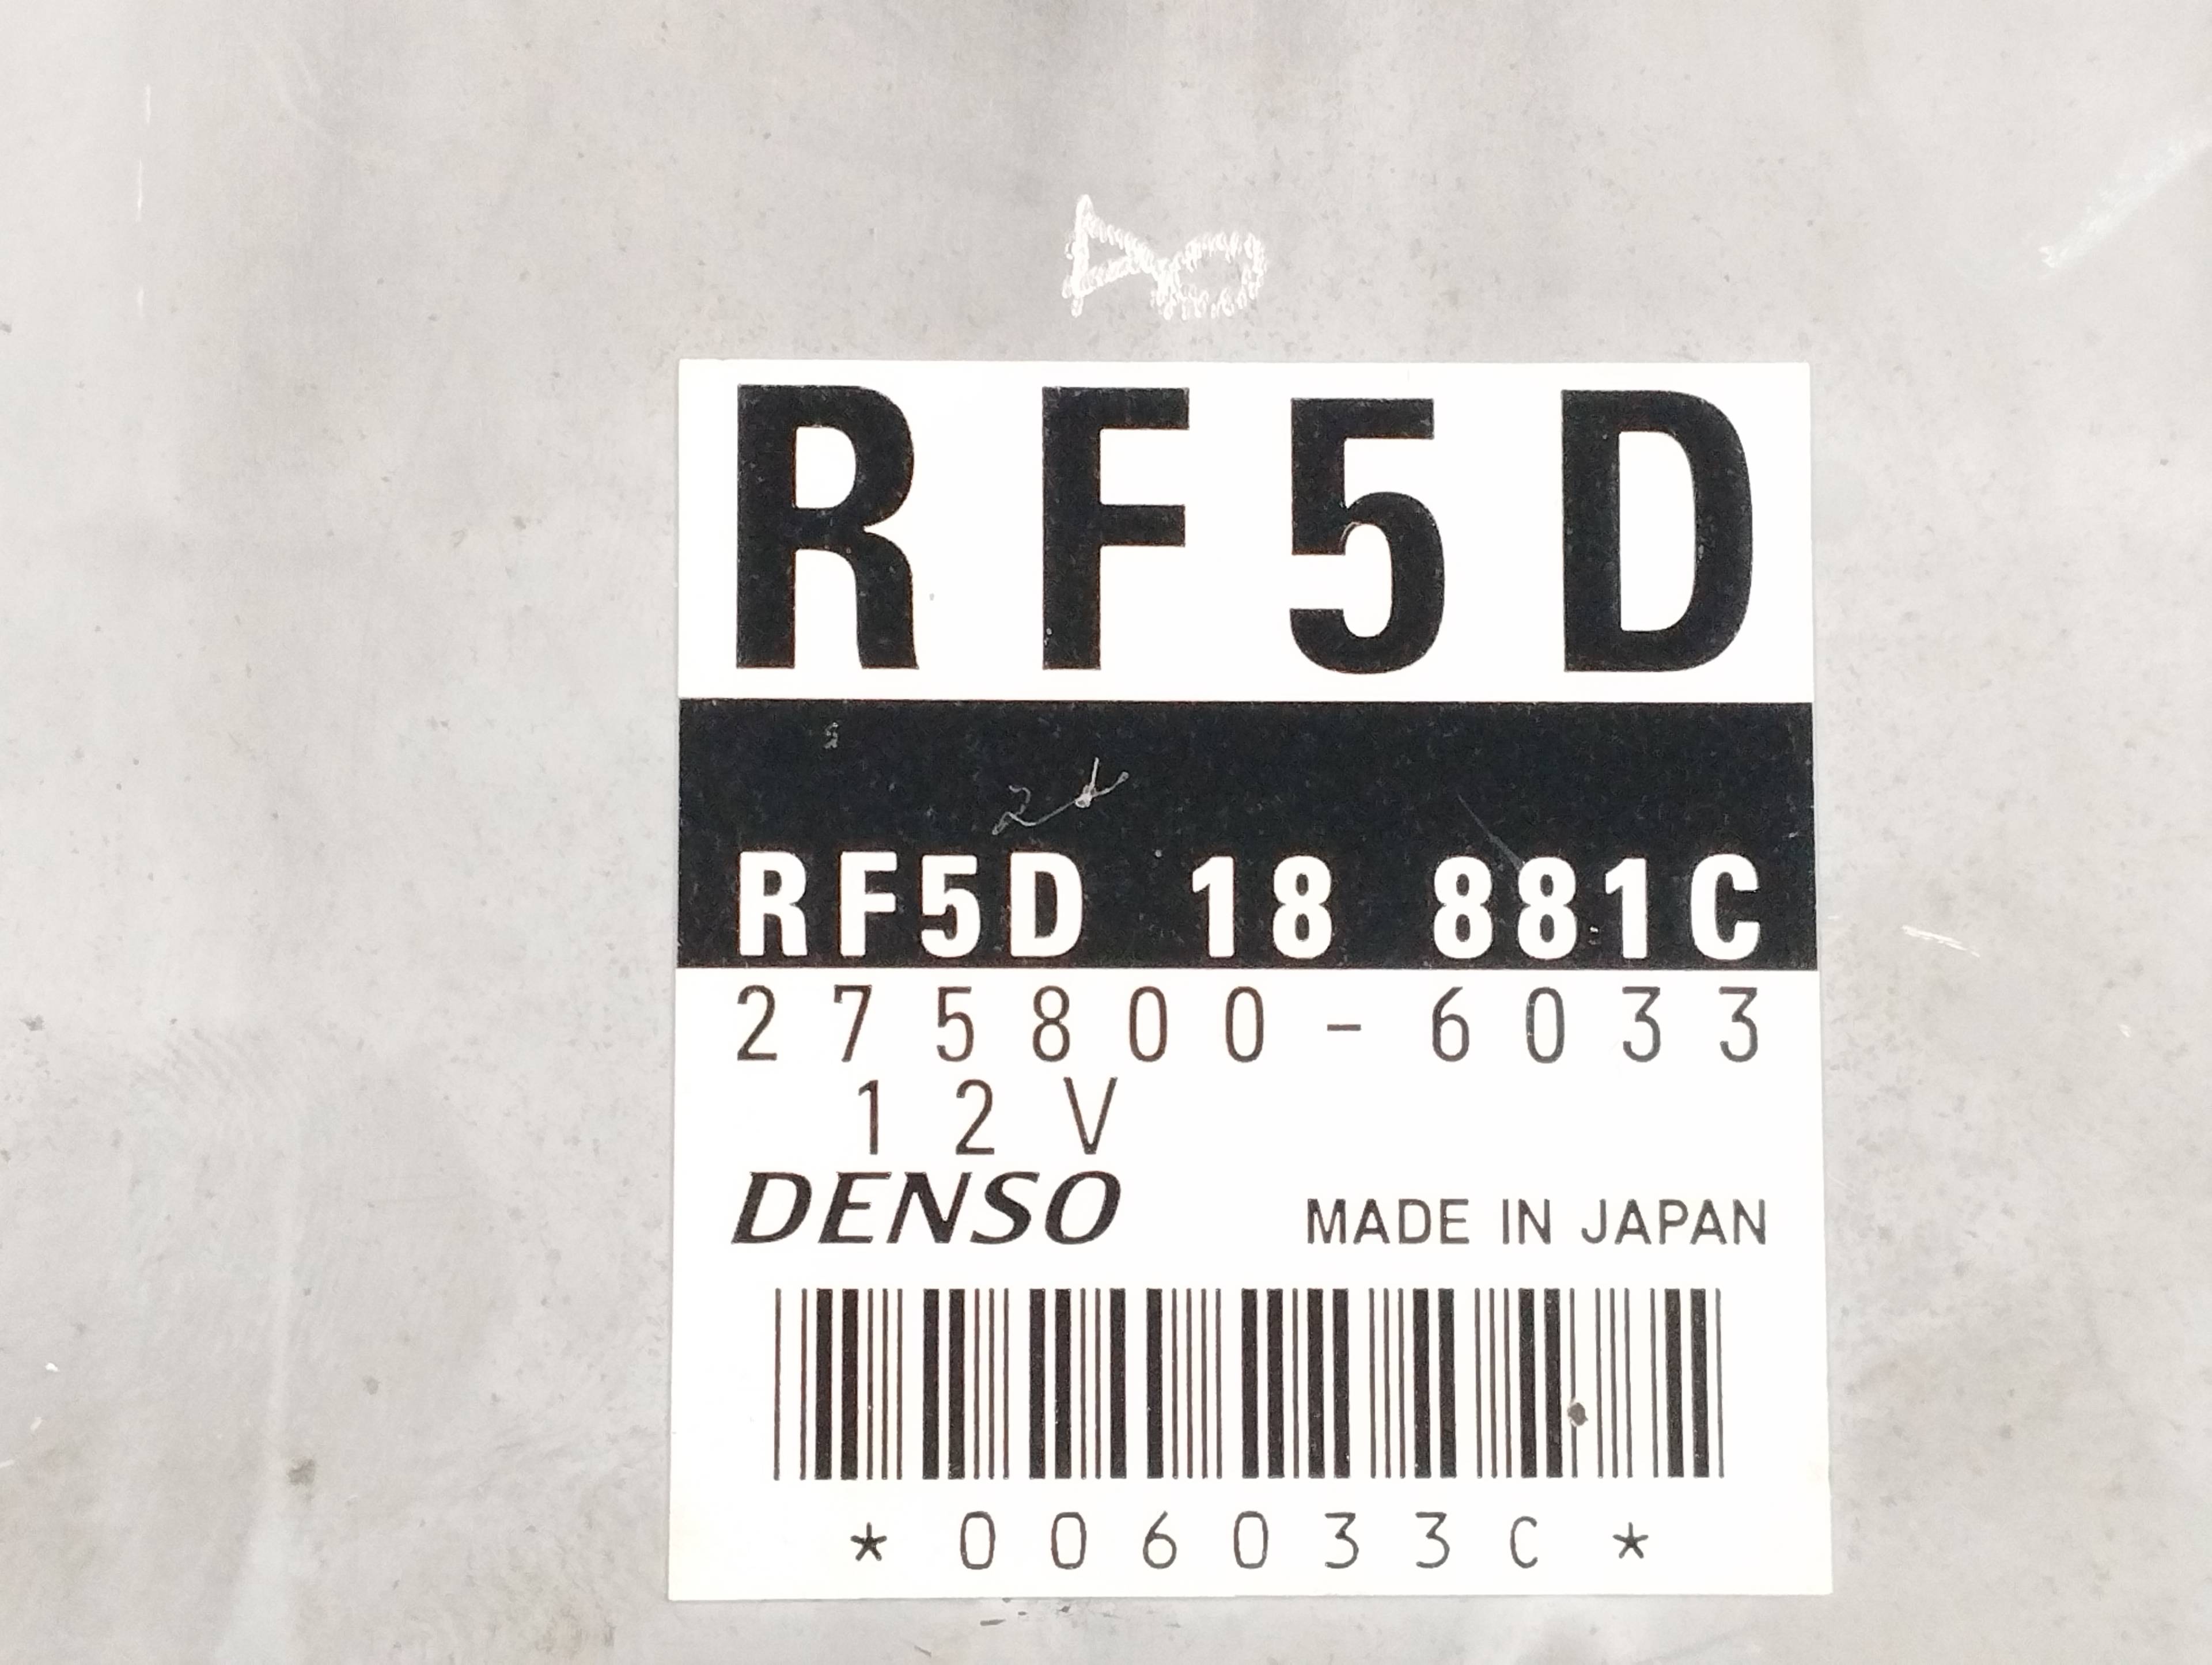 RF5D
RF5D 18 881C
275800-6033
12V
DENSO MADE IN JAPAN
*006033C*